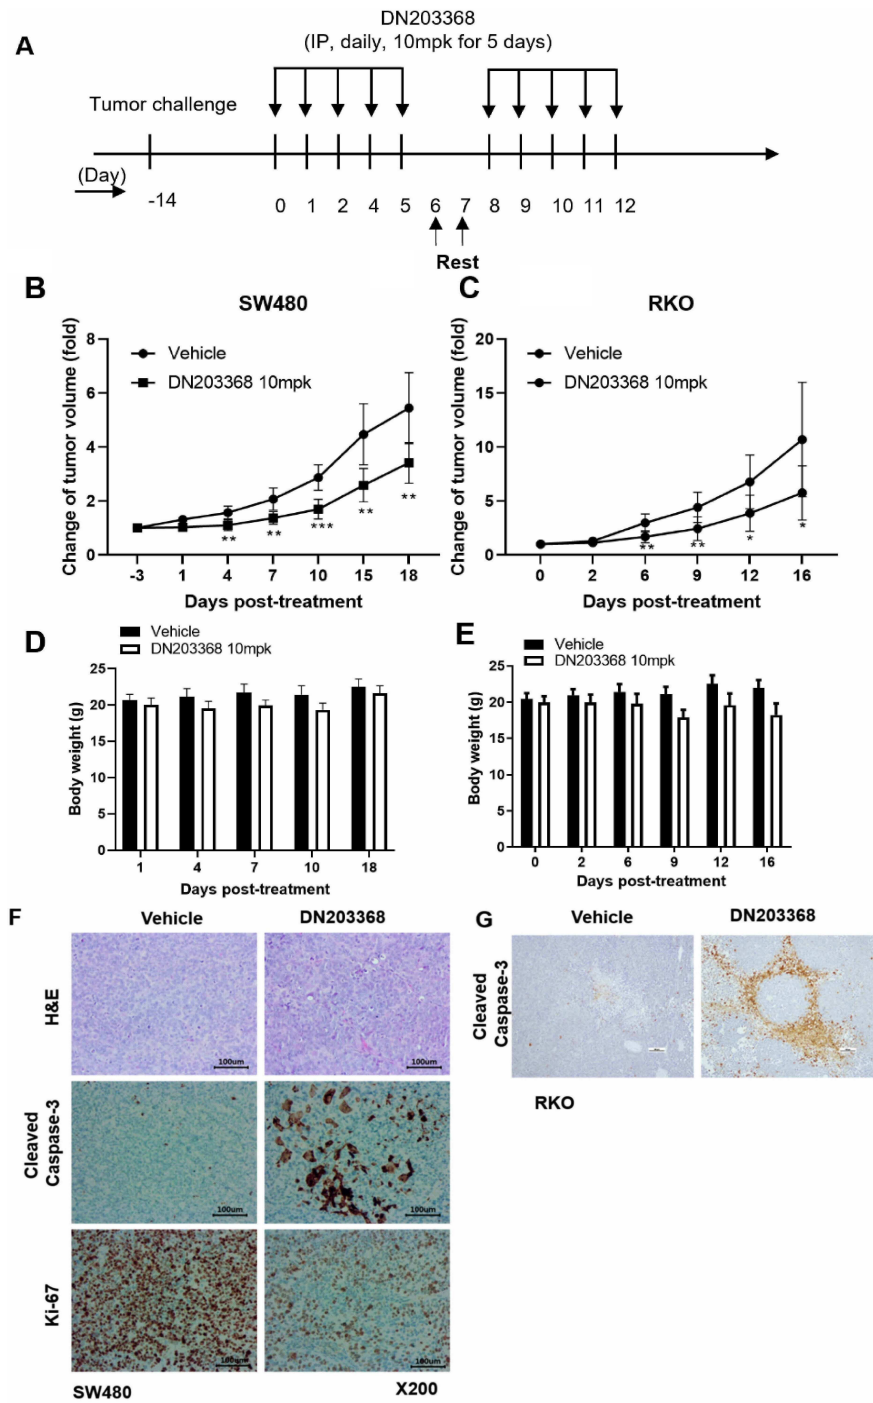 A
DN203368
(IP, daily, 10mpk for 5 days)
Tumor challenge
(Day)
-14 0 1 2 4 5 6 7 8 9 10 11 12
Rest
B
SW480
Change of tumor volume (fold)
8
6
4
2
0
Vehicle
DN203368 10mpk
** ** *** ** **
-3 1 4 7 10 15 18
Days post-treatment
C
RKO
Change of tumor volume (fold)
20
15
10
5
0
Vehicle
DN203368 10mpk
** ** * *
0 2 6 9 12 16
Days post-treatment
D
Vehicle
DN203368 10mpk
Body weight (g)
25
20
15
10
5
0
1 4 7 10 18
Days post-treatment
E
Vehicle
DN203368 10mpk
Body weight (g)
25
20
15
10
5
0
0 2 6 9 12 16
Days post-treatment
F
Vehicle DN203368
H&E
100um 100um
Cleaved
Caspase-3
100um 100um
Ki-67
100um 100um
SW480 X200
G
Vehicle DN203368
Cleaved
Caspase-3
RKO